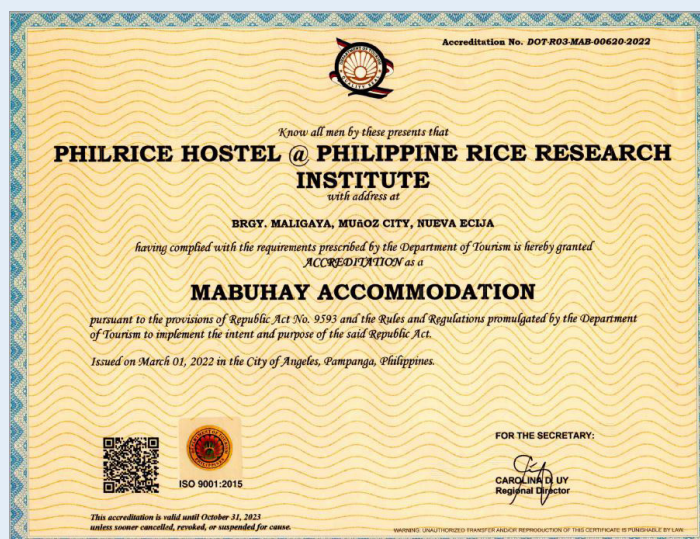 Accreditation No. DOT-R03-MAB-00620-2022
DEPARTMENT OF TOURISM
QUALITY SEAL
Know all men by these presents that
PHILRICE HOSTEL @ PHILIPPINE RICE RESEARCH
INSTITUTE
with address at
BRGY. MALIGAYA, MUñOZ CITY, NUEVA ECIJA
having complied with the requirements prescribed by the Department of Tourism is hereby granted
ACCREDITATION as a
MABUHAY ACCOMMODATION
pursuant to the provisions of Republic Act No. 9593 and the Rules and Regulations promulgated by the Department
of Tourism to implement the intent and purpose of the said Republic Act.
Issued on March 01, 2022 in the City of Angeles, Pampanga, Philippines.
ISO 9001:2015
FOR THE SECRETARY:
CAROLINA D. UY
Regional Director
This accreditation is valid until October 31, 2023
unless sooner cancelled, revoked, or suspended for cause.
WARNING: UNAUTHORIZED TRANSFER AND/OR REPRODUCTION OF THIS CERTIFICATE IS PUNISHABLE BY LAW.